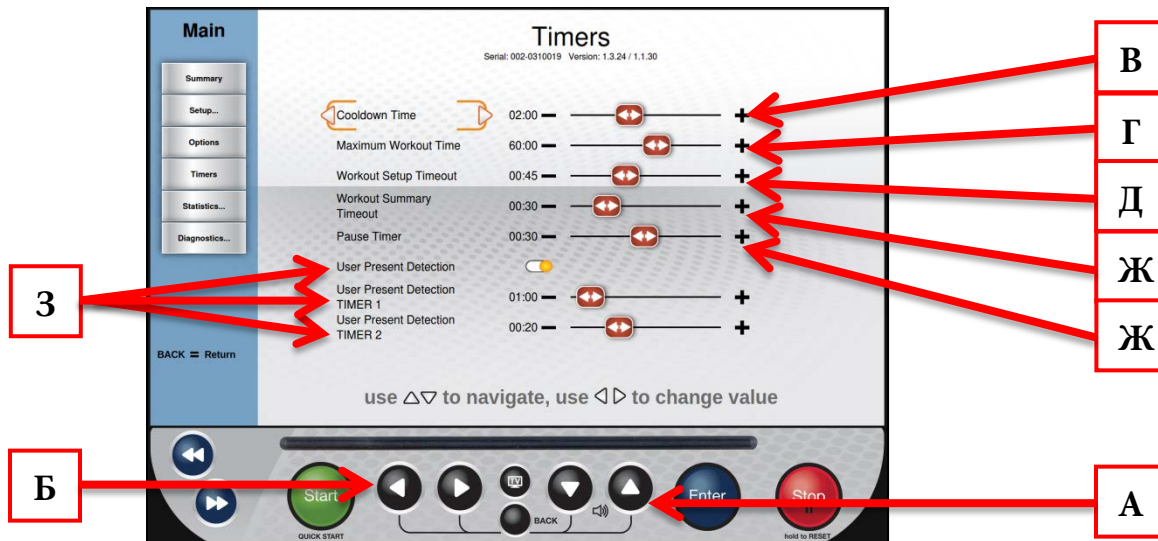 Main
Timers
Serial: 002-0310019 Version: 1.3.24 / 1.1.30
Summary
Setup...
Options
Timers
Statistics...
Diagnostics...
BACK = Return
Cooldown Time 02:00
Maximum Workout Time 60:00
Workout Setup Timeout 00:45
Workout Summary
Timeout 00:30
Pause Timer 00:30
User Present Detection
User Present Detection
TIMER 1 01:00
User Present Detection
TIMER 2 00:20
use △▽ to navigate, use ◁ ▷ to change value
В
Г
Д
Ж
Ж
З
Б
А
Start
QUICK START
TV
BACK
Enter
Stop
hold to RESET